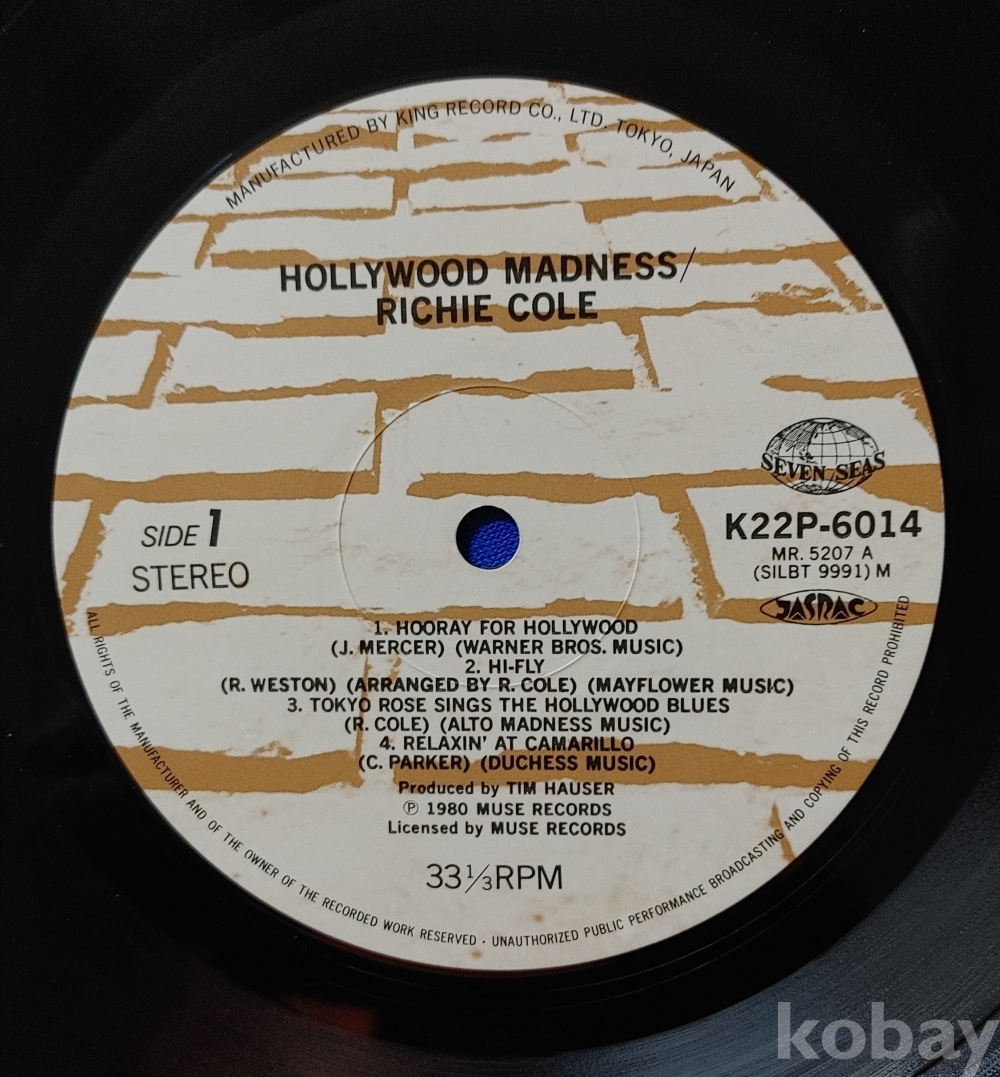 MANUFACTURED BY KING RECORD CO., LTD. TOKYO, JAPAN
HOLLYWOOD MADNESS/
RICHIE COLE
SEVEN SEAS
SIDE 1
STEREO
K22P-6014
MR. 5207 A
(SILBT 9991) M
JASRAC
1. HOORAY FOR HOLLYWOOD
(J. MERCER) (WARNER BROS. MUSIC)
2. HI-FLY
(R. WESTON) (ARRANGED BY R. COLE) (MAYFLOWER MUSIC)
3. TOKYO ROSE SINGS THE HOLLYWOOD BLUES
(R. COLE) (ALTO MADNESS MUSIC)
4. RELAXIN' AT CAMARILLO
(C. PARKER) (DUCHESS MUSIC)
Produced by TIM HAUSER
Ⓟ 1980 MUSE RECORDS
Licensed by MUSE RECORDS
33⅓RPM
ALL RIGHTS OF THE MANUFACTURER AND OF THE OWNER OF THE RECORDED WORK RESERVED · UNAUTHORIZED PUBLIC PERFORMANCE BROADCASTING AND COPYING OF THIS RECORD PROHIBITED
kobay